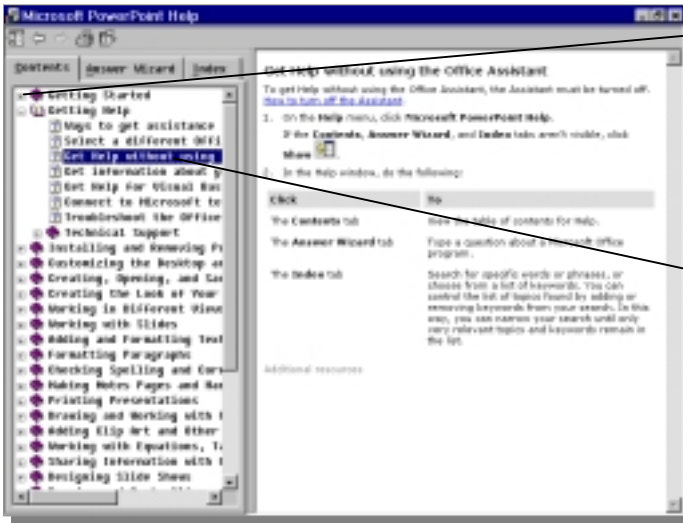 Microsoft PowerPoint Help
Contents
Answer Wizard
Index
Getting Started
Getting Help
Ways to get assistance
Select a different Offi
Get Help without using
Get information about
Get Help for Visual Bas
Connect to Microsoft to
Troubleshoot the Office
Technical Support
Installing and Removing
Customizing the Desktop
Creating, Opening, and
Creating the Look of Your
Working in Different Views
Working with Slides
Adding and Formatting Text
Formatting Paragraphs
Checking Spelling and
Making Notes Pages and
Printing Presentations
Drawing and Working with
Adding Clip Art and Other
Working with Equations,
Sharing Information with
Designing Slide Shows
Get Help without using the Office Assistant
To get Help without using the Office Assistant, the Assistant must be turned off.
How to turn off the Assistant.
1. On the Help menu, click Microsoft PowerPoint Help.
If the Contents, Answer Wizard, and Index tabs aren't visible, click
Show .
2. In the Help window, do the following:
Click To
The Contents tab View the table of contents for Help.
The Answer Wizard tab Type a question about a Microsoft Office
program.
The Index tab Search for specific words or phrases, or
choose from a list of keywords. You can
control the list of topics found by adding or
removing keywords from your search. In this
way, you can narrow your search until only
very relevant topics and keywords remain in
the list.
Additional resources